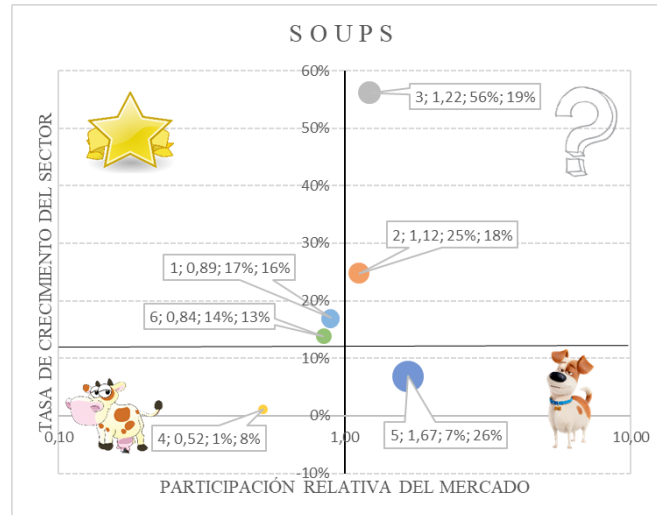 SOUPS
60%
3; 1,22; 56%; 19%
50%
40%
30%
2; 1,12; 25%; 18%
1; 0,89; 17%; 16%
20%
6; 0,84; 14%; 13%
10%
0%
0,10
1,00
10,00
4; 0,52; 1%; 8%
5; 1,67; 7%; 26%
-10%
TASA DE CRECIMIENTO DEL SECTOR
PARTICIPACIÓN RELATIVA DEL MERCADO